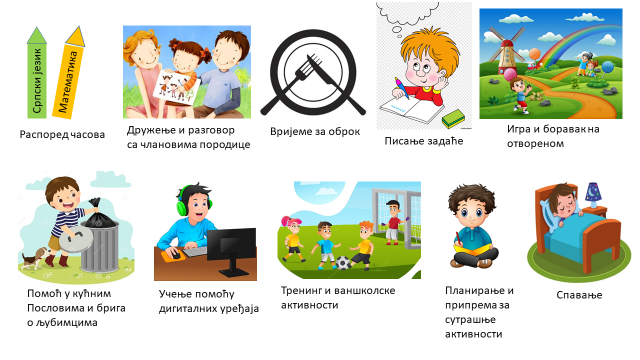 Српски језик
Математика
Распоред часова
Дружење и разговор
са члановима породице
Вријеме за оброк
Писање задаће
Игра и боравак на
отвореном
Помоћ у кућним
Пословима и брига
о љубимцима
Учење помоћу
дигиталних уређаја
Тренинг и ваншколске
активности
Планирање и
припрема за
сутрашње
активности
Спавање